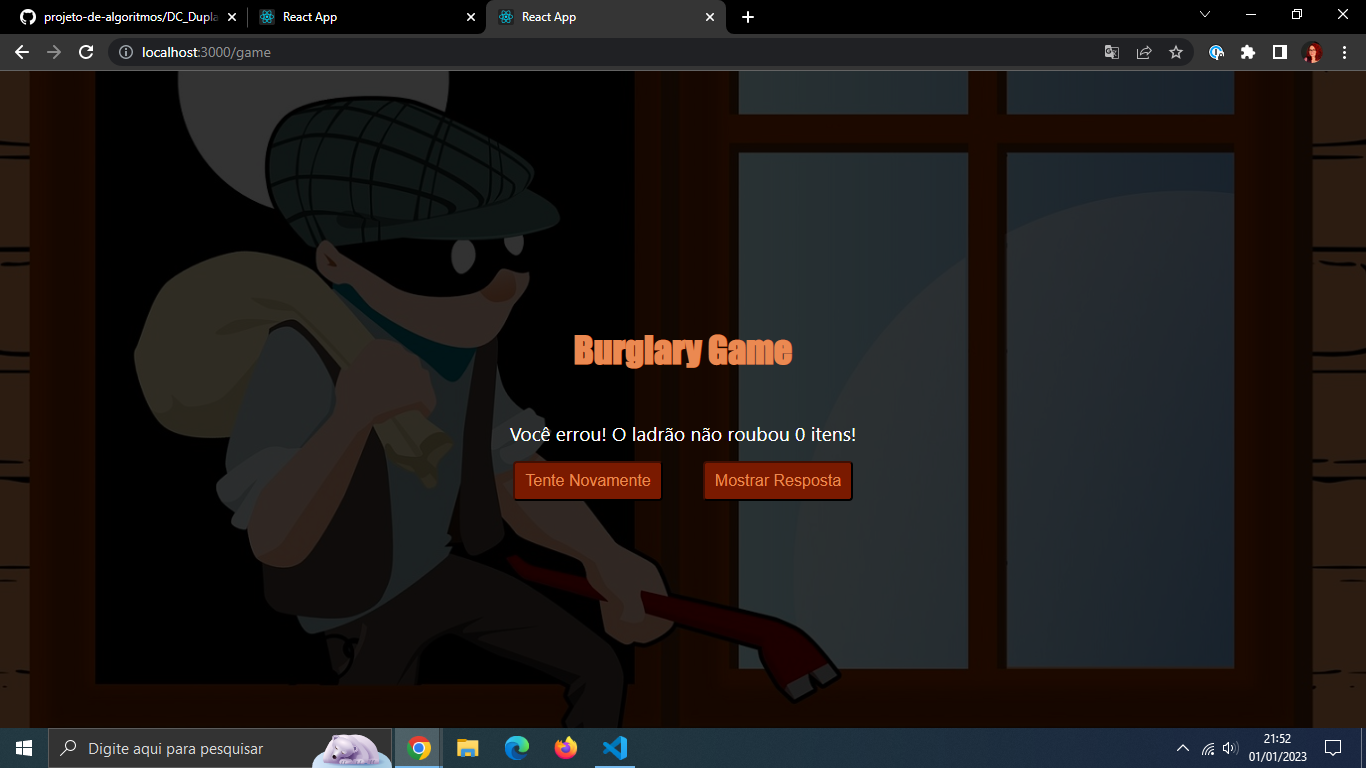 projeto-de-algoritmos/DC_Dupla
React App
React App
localhost:3000/game
Burglary Game
Você errou! O ladrão não roubou 0 itens!
Tente Novamente
Mostrar Resposta
Digite aqui para pesquisar
21:52
01/01/2023